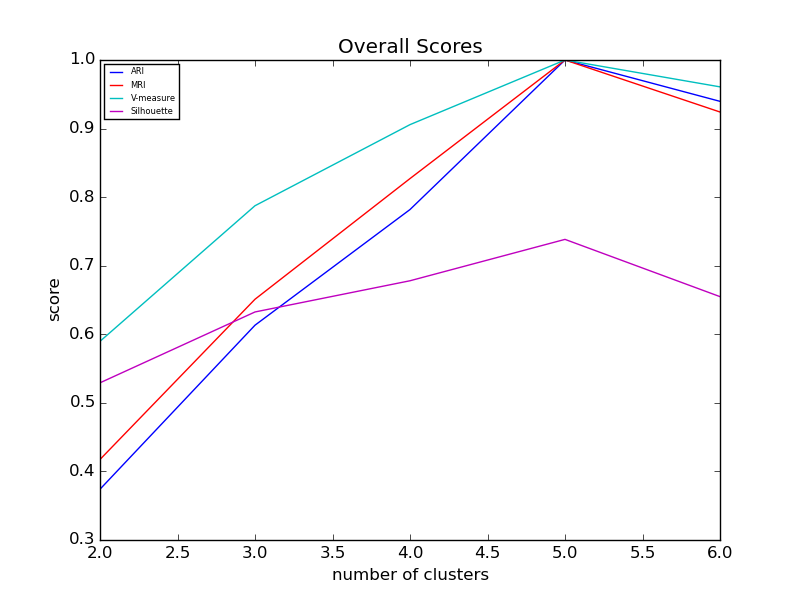 Overall Scores
ARI
MRI
V-measure
Silhouette
1.0
0.9
0.8
0.7
0.6
0.5
0.4
0.3
score
2.0 2.5 3.0 3.5 4.0 4.5 5.0 5.5 6.0
number of clusters